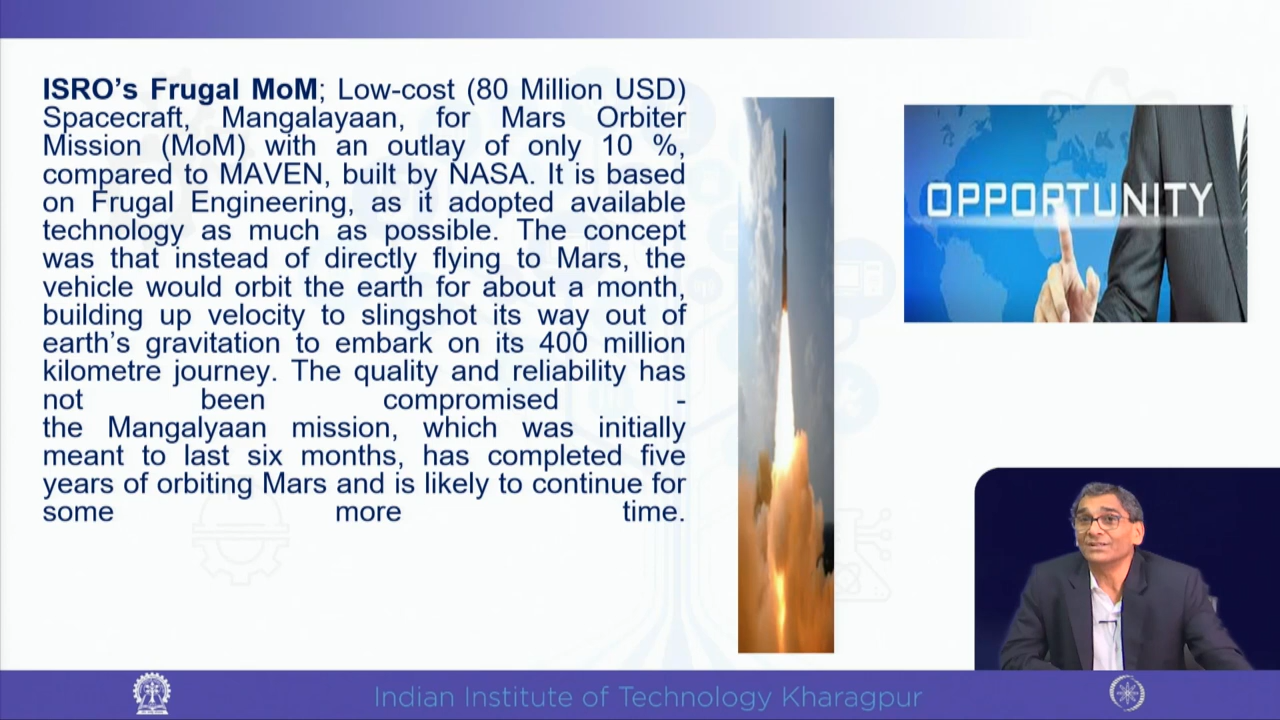 ISRO’s Frugal MoM; Low-cost (80 Million USD)
Spacecraft, Mangalayaan, for Mars Orbiter
Mission (MoM) with an outlay of only 10 %,
compared to MAVEN, built by NASA. It is based
on Frugal Engineering, as it adopted available
technology as much as possible. The concept
was that instead of directly flying to Mars, the
vehicle would orbit the earth for about a month,
building up velocity to slingshot its way out of
earth’s gravitation to embark on its 400 million
kilometre journey. The quality and reliability has
not been compromised -
the Mangalyaan mission, which was initially
meant to last six months, has completed five
years of orbiting Mars and is likely to continue for
some more time.
OPPORTUNITY
Indian Institute of Technology Kharagpur